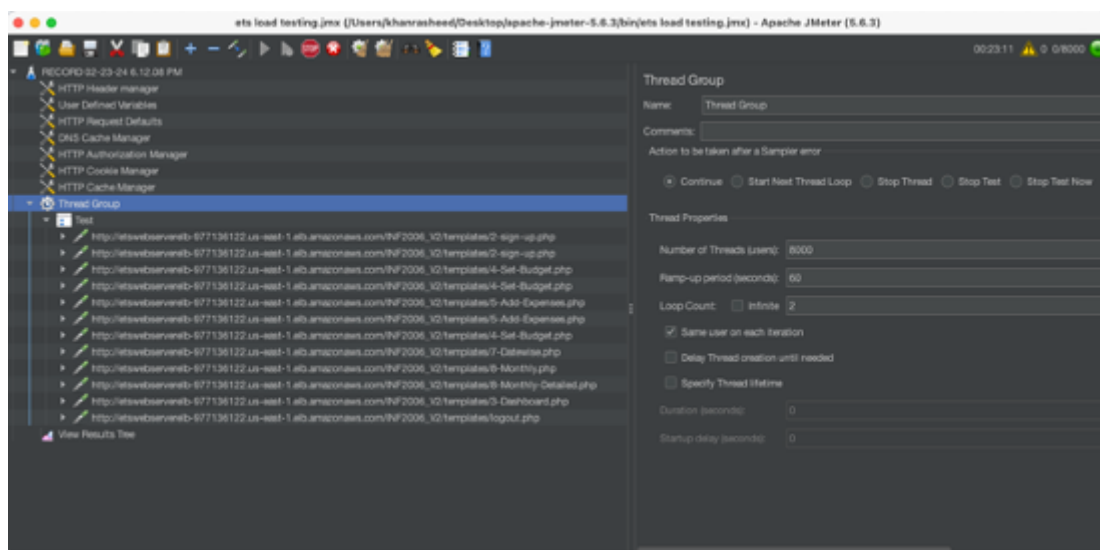 ets load testing.jmx (/Users/khanrasheed/Desktop/apache-jmeter-5.6.3/bin/ets load testing.jmx) - Apache JMeter (5.6.3)
00:23:11 0 0/8000
RECORD 02-23-24 6.12.08 PM
HTTP Header manager
User Defined Variables
HTTP Request Defaults
DNS Cache Manager
HTTP Authorization Manager
HTTP Cookie Manager
HTTP Cache Manager
Thread Group
Test
http://etswebserverelb-977136122.us-east-1.elb.amazonaws.com/INF2006_V2/templates/2-sign-up.php
http://etswebserverelb-977136122.us-east-1.elb.amazonaws.com/INF2006_V2/templates/2-sign-up.php
http://etswebserverelb-977136122.us-east-1.elb.amazonaws.com/INF2006_V2/templates/4-Set-Budget.php
http://etswebserverelb-977136122.us-east-1.elb.amazonaws.com/INF2006_V2/templates/4-Set-Budget.php
http://etswebserverelb-977136122.us-east-1.elb.amazonaws.com/INF2006_V2/templates/5-Add-Expenses.php
http://etswebserverelb-977136122.us-east-1.elb.amazonaws.com/INF2006_V2/templates/5-Add-Expenses.php
http://etswebserverelb-977136122.us-east-1.elb.amazonaws.com/INF2006_V2/templates/4-Set-Budget.php
http://etswebserverelb-977136122.us-east-1.elb.amazonaws.com/INF2006_V2/templates/7-Datewise.php
http://etswebserverelb-977136122.us-east-1.elb.amazonaws.com/INF2006_V2/templates/8-Monthly.php
http://etswebserverelb-977136122.us-east-1.elb.amazonaws.com/INF2006_V2/templates/8-Monthly-Detailed.php
http://etswebserverelb-977136122.us-east-1.elb.amazonaws.com/INF2006_V2/templates/3-Dashboard.php
http://etswebserverelb-977136122.us-east-1.elb.amazonaws.com/INF2006_V2/templates/logout.php
View Results Tree
Thread Group
Name: Thread Group
Comments:
Action to be taken after a Sampler error
Continue Start Next Thread Loop Stop Thread Stop Test Stop Test Now
Thread Properties
Number of Threads (users): 8000
Ramp-up period (seconds): 60
Loop Count: Infinite 2
Same user on each iteration
Delay Thread creation until needed
Specify Thread lifetime
Duration (seconds): 0
Startup delay (seconds): 0